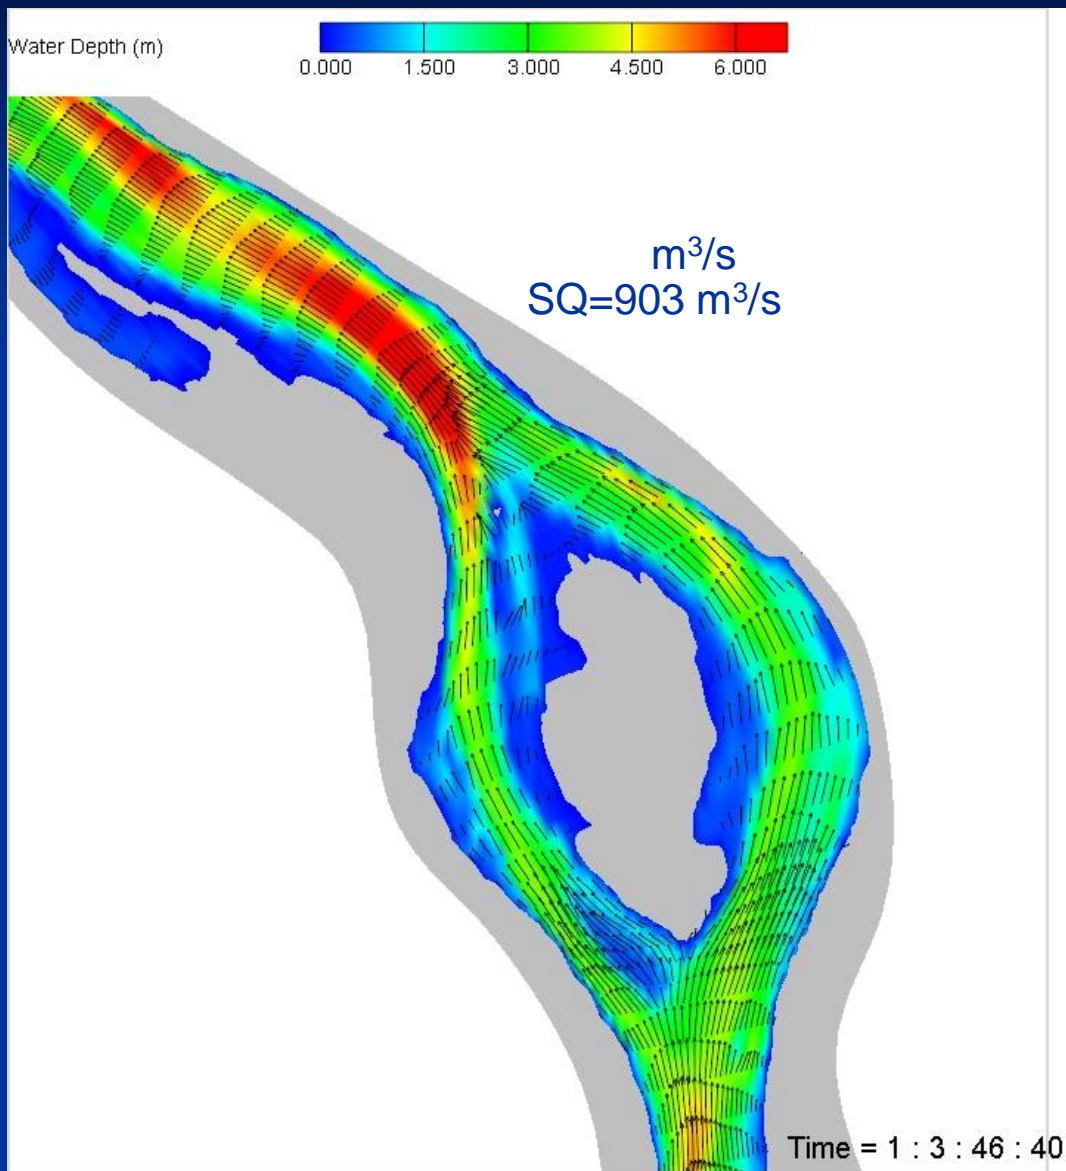 Water Depth (m)
0.000 1.500 3.000 4.500 6.000
m³/s
SQ=903 m³/s
Time = 1 : 3 : 46 : 40